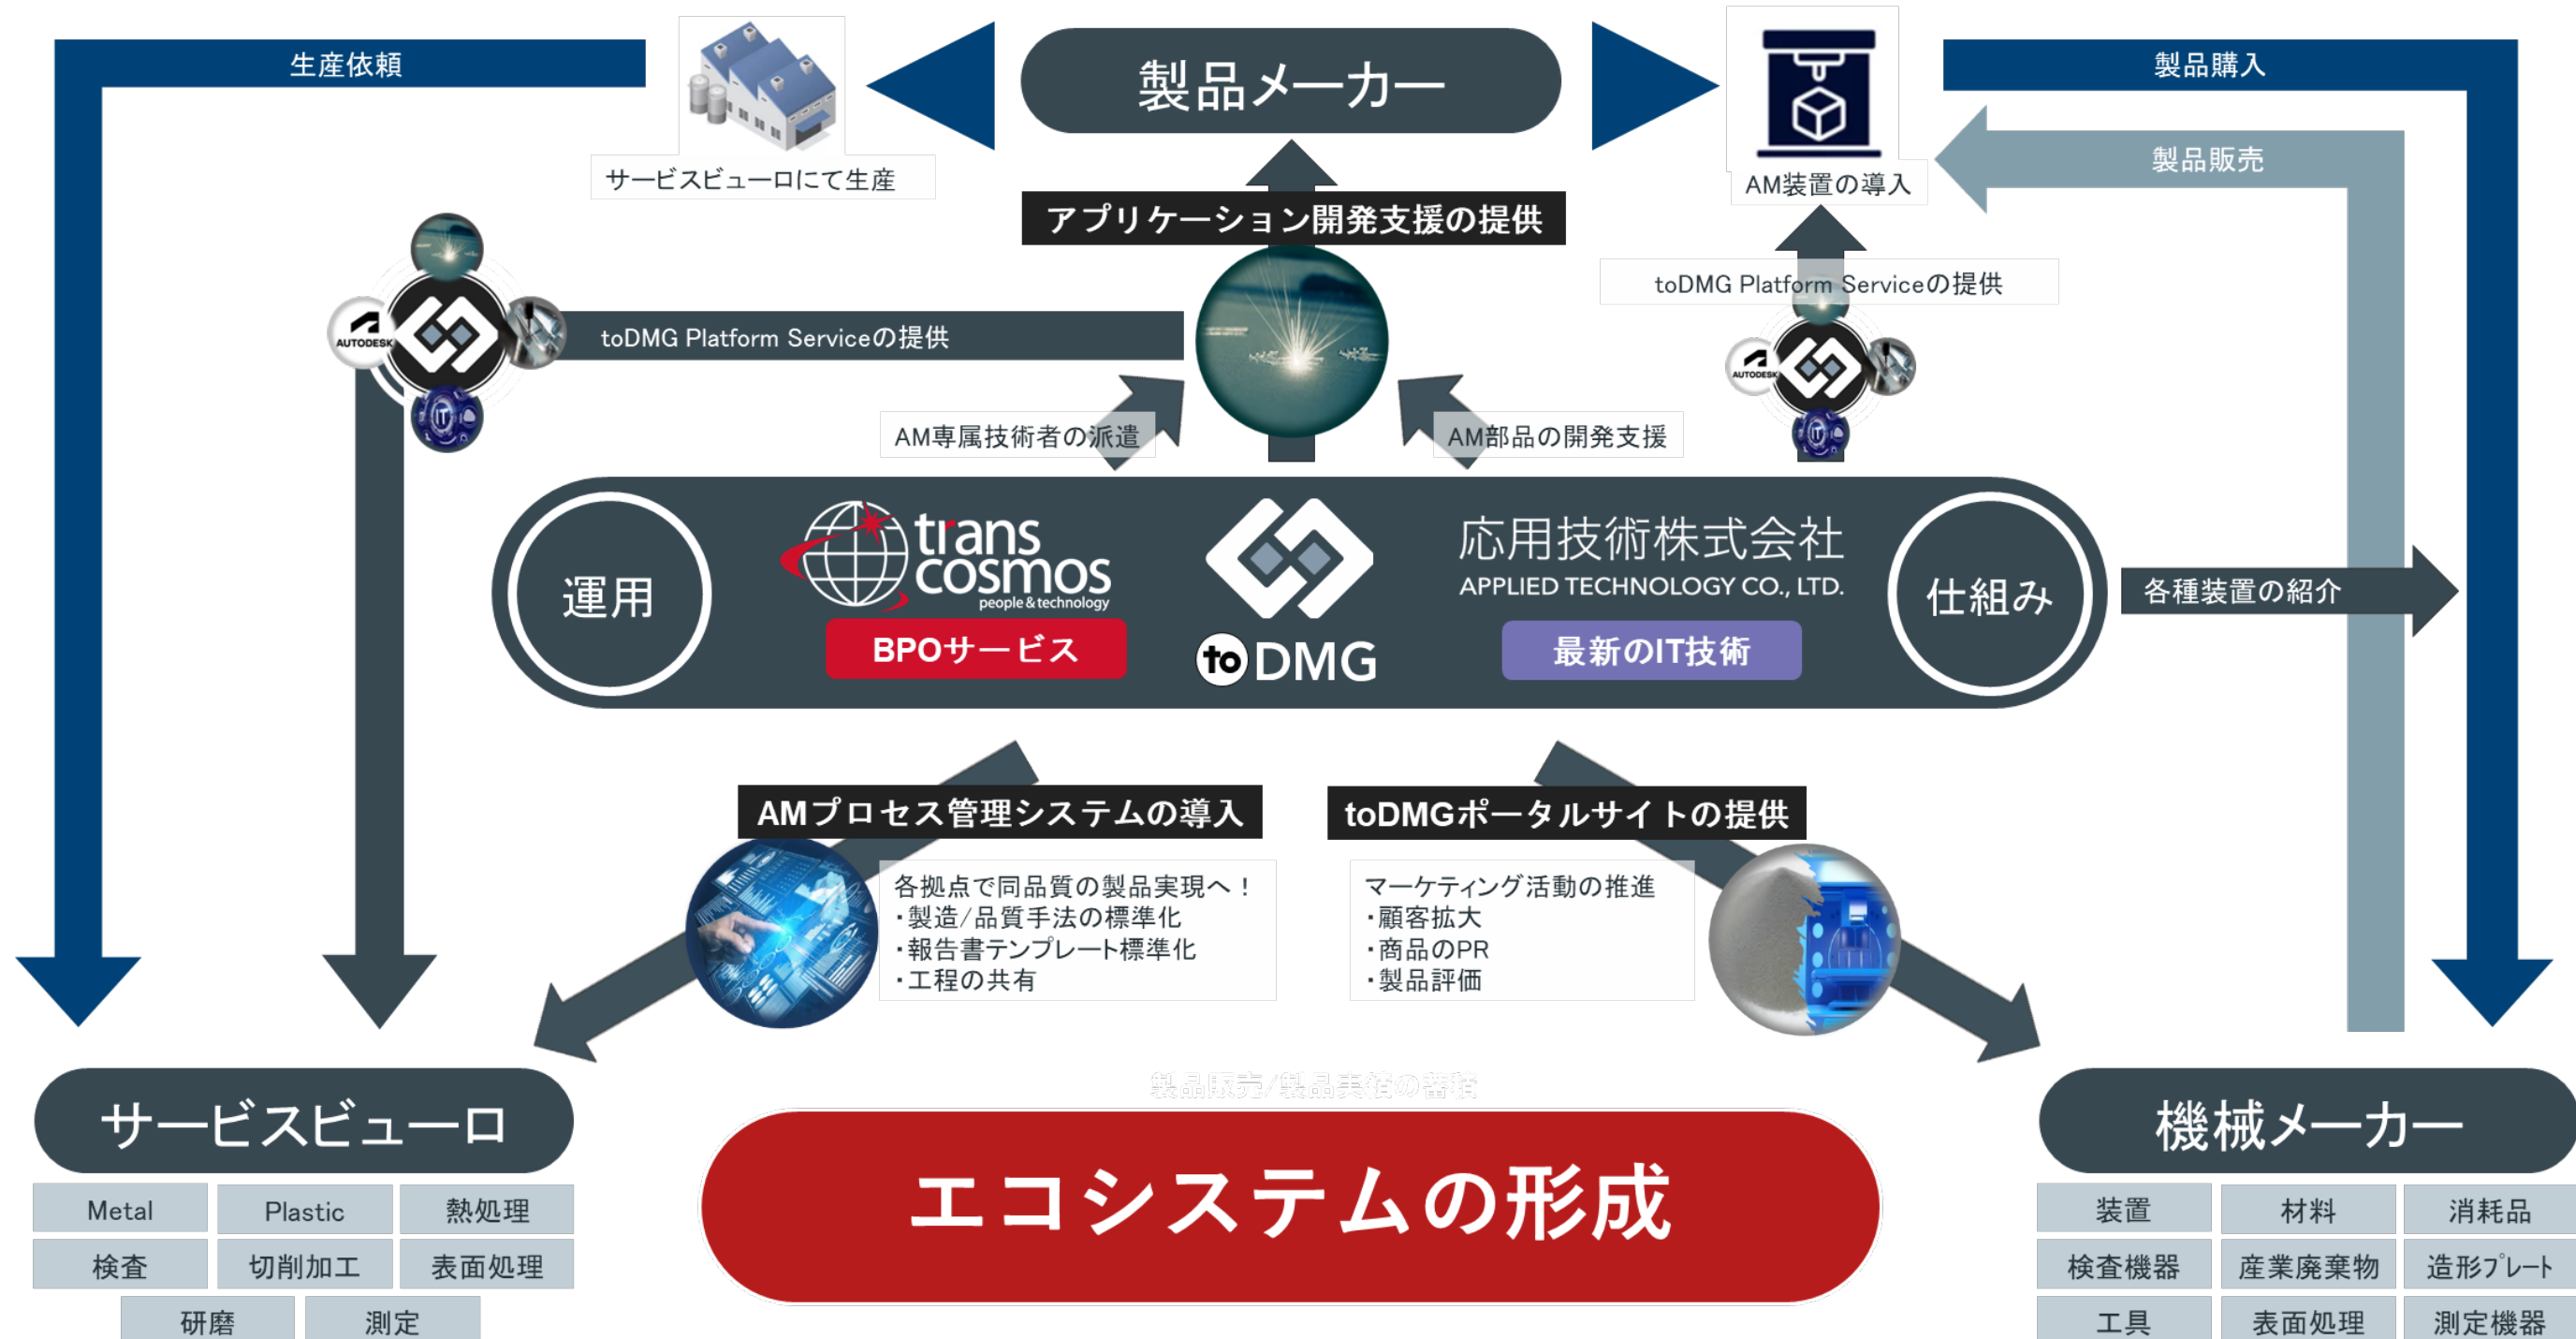 生産依頼
製品メーカー
製品購入
製品販売
サービスビューロにて生産
AM装置の導入
アプリケーション開発支援の提供
toDMG Platform Serviceの提供
AUTODESK
IT
toDMG Platform Serviceの提供
AUTODESK
IT
AM専属技術者の派遣
AM部品の開発支援
運用
trans
cosmos
people & technology
BPOサービス
to DMG
応用技術株式会社
APPLIED TECHNOLOGY CO., LTD.
最新のIT技術
仕組み
各種装置の紹介
AMプロセス管理システムの導入
各拠点で同品質の製品実現へ！
・製造/品質手法の標準化
・報告書テンプレート標準化
・工程の共有
toDMGポータルサイトの提供
マーケティング活動の推進
・顧客拡大
・商品のPR
・製品評価
製品販売/製品実績の蓄積
エコシステムの形成
サービスビューロ
Metal
Plastic
熱処理
検査
切削加工
表面処理
研磨
測定
機械メーカー
装置
材料
消耗品
検査機器
産業廃棄物
造形プレート
工具
表面処理
測定機器